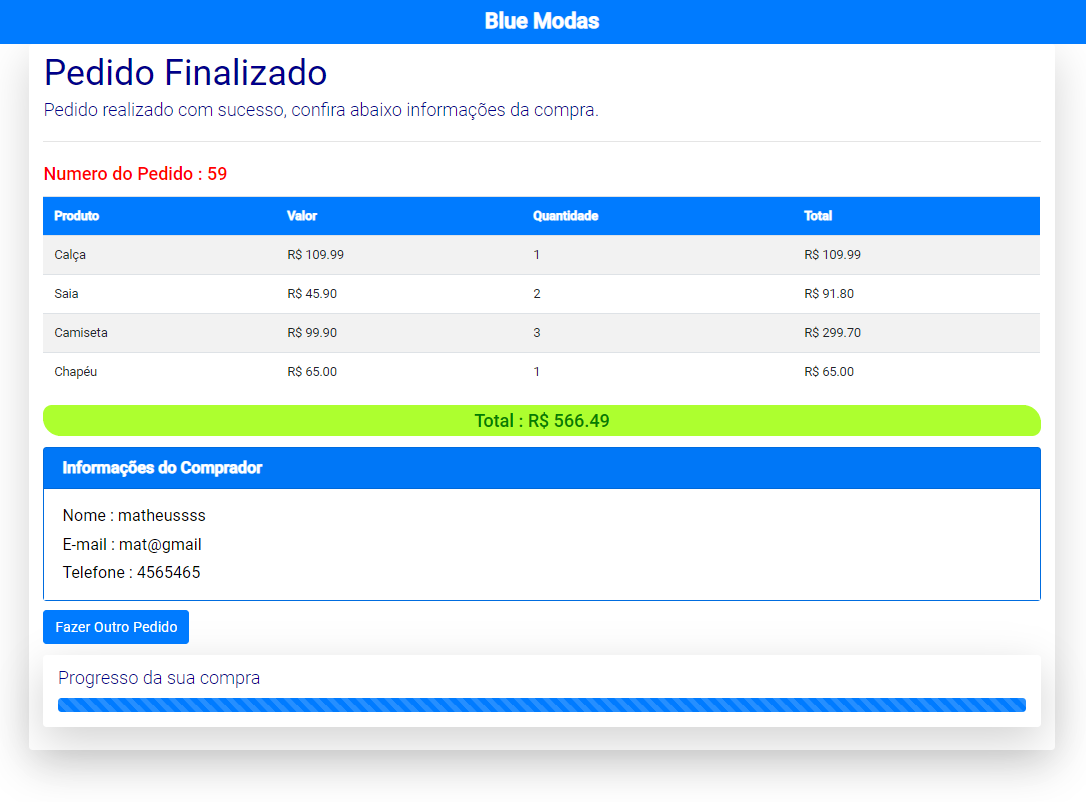 Blue Modas
Pedido Finalizado
Pedido realizado com sucesso, confira abaixo informações da compra.
Numero do Pedido : 59
Produto Valor Quantidade Total
Calça R$ 109.99 1 R$ 109.99
Saia R$ 45.90 2 R$ 91.80
Camiseta R$ 99.90 3 R$ 299.70
Chapéu R$ 65.00 1 R$ 65.00
Total : R$ 566.49
Informações do Comprador
Nome : matheussss
E-mail : mat@gmail
Telefone : 4565465
Fazer Outro Pedido
Progresso da sua compra